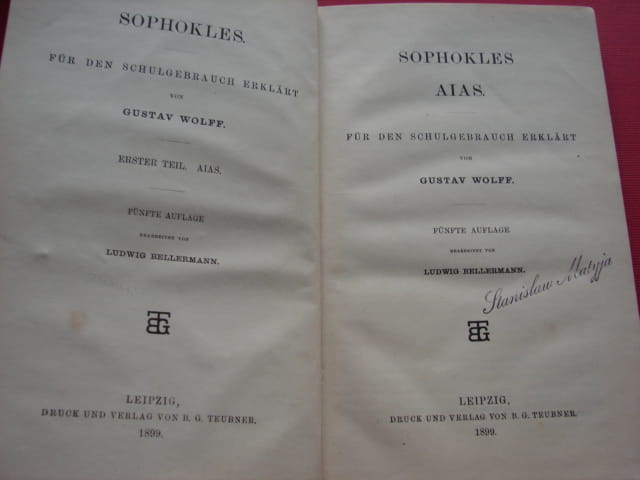 SOPHOKLES.
FÜR DEN SCHULGEBRAUCH ERKLÄRT
VON
GUSTAV WOLFF.
ERSTER TEIL. AIAS.
FÜNFTE AUFLAGE
BEARBEITET VON
LUDWIG BELLERMANN.
BTG
LEIPZIG,
DRUCK UND VERLAG VON B. G. TEUBNER.
1899.
SOPHOKLES
AIAS.
FÜR DEN SCHULGEBRAUCH ERKLÄRT
VON
GUSTAV WOLFF.
FÜNFTE AUFLAGE
BEARBEITET VON
LUDWIG BELLERMANN.
Stanisław Matyja
BTG
LEIPZIG,
DRUCK UND VERLAG VON B. G. TEUBNER.
1899.